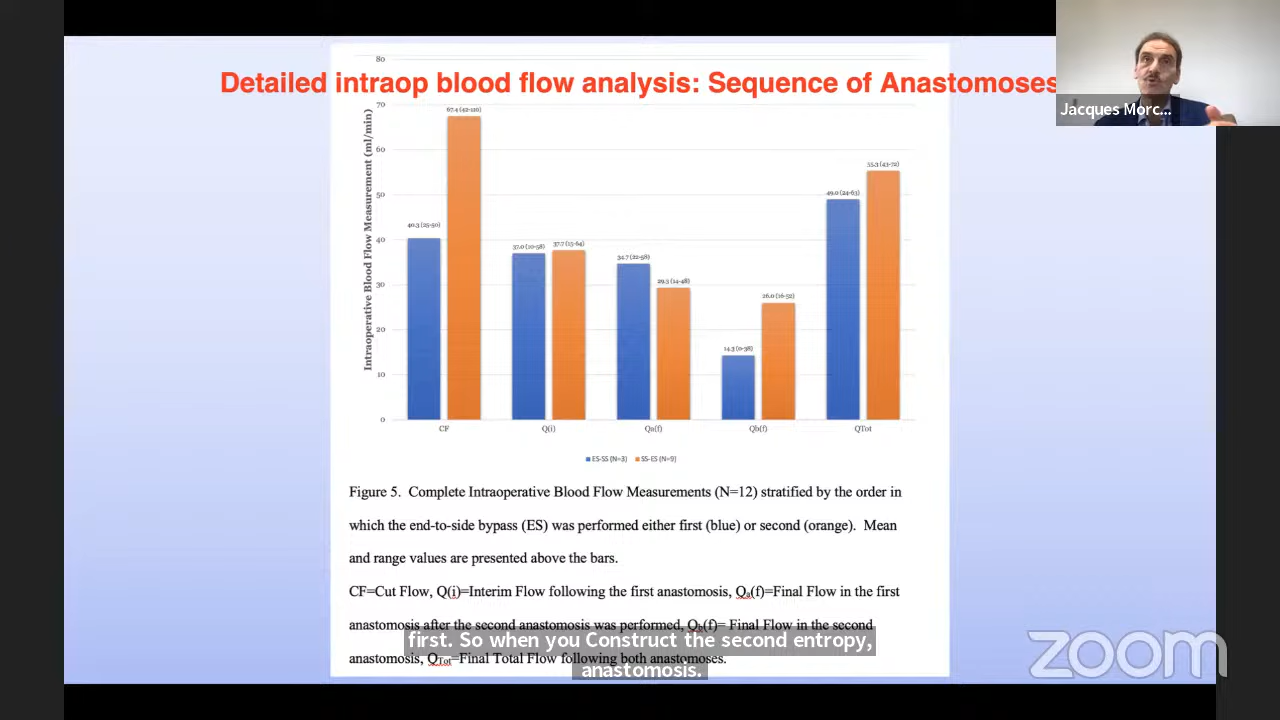 Detailed intraop blood flow analysis: Sequence of Anastomoses
Jacques Morc...
Intraoperative Blood Flow Measurement (ml/min)
80
70
60
50
40
30
20
10
0
40.3 (25-50)
67.4 (42-110)
37.0 (10-58)
37.7 (15-64)
34.7 (22-58)
29.3 (14-48)
14.3 (0-38)
26.0 (16-52)
49.0 (24-63)
55.3 (43-72)
CF
Q(i)
Qa(f)
Qb(f)
QTot
ES-SS (N=3)
SS-ES (N=9)
Figure 5. Complete Intraoperative Blood Flow Measurements (N=12) stratified by the order in
which the end-to-side bypass (ES) was performed either first (blue) or second (orange). Mean
and range values are presented above the bars.
CF=Cut Flow, Q(i)=Interim Flow following the first anastomosis, Qa(f)=Final Flow in the first
anastomosis after the second anastomosis was performed, Qb(f)= Final Flow in the second
anastomosis, QTot=Final Total Flow following both anastomoses.
first. So when you Construct the second entropy,
anastomosis.
zoom